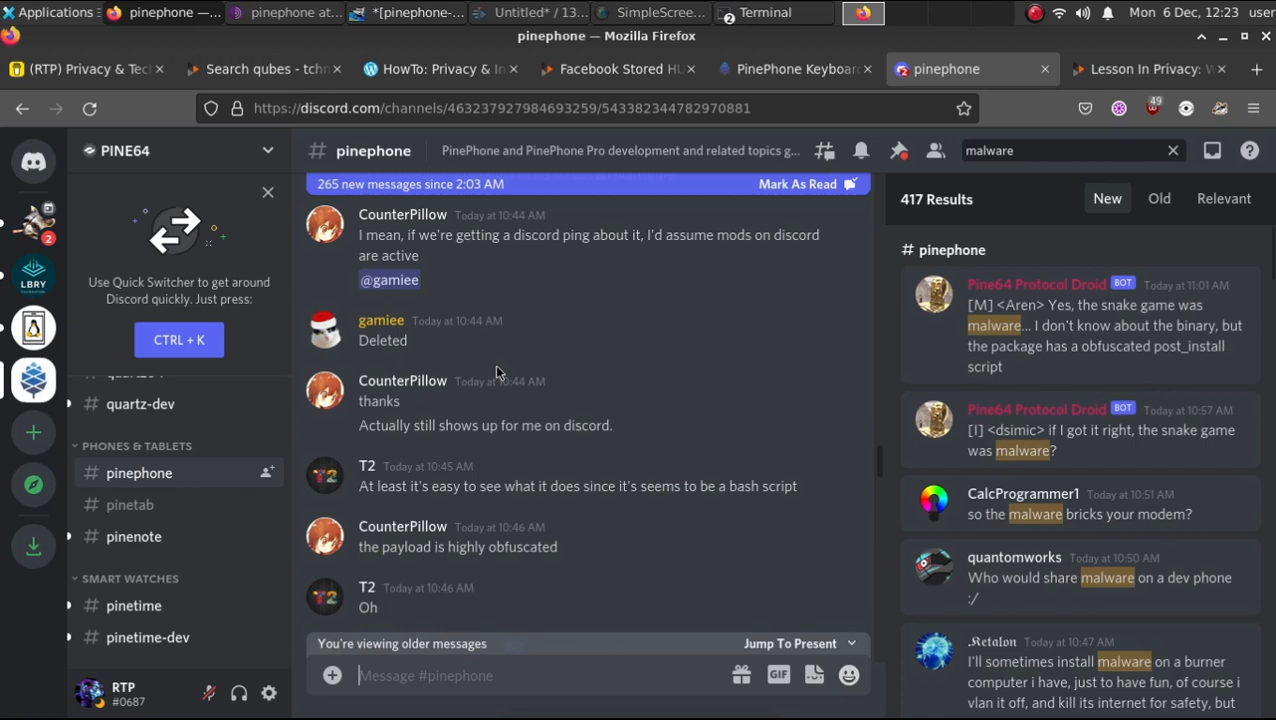 Applications
pinephone —...
pinephone at...
*[pinephone-...
Untitled* / 13...
SimpleScree...
2
Terminal
Mon 6 Dec, 12:23
user
pinephone — Mozilla Firefox
(RTP) Privacy & Tec
Search qubes - tchn
HowTo: Privacy & In
Facebook Stored HU
PinePhone Keyboard
2
pinephone
Lesson In Privacy: W
https://discord.com/channels/463237927984693259/543382344782970881
49
PINE64
# pinephone
PinePhone and PinePhone Pro development and related topics g...
malware
265 new messages since 2:03 AM
Mark As Read
Use Quick Switcher to get around
Discord quickly. Just press:
CTRL + K
2
LBRY
# quartz-dev
PHONES & TABLETS
# pinephone
# pinetab
# pinenote
SMART WATCHES
# pinetime
# pinetime-dev
RTP
#0687
CounterPillow Today at 10:44 AM
I mean, if we're getting a discord ping about it, I'd assume mods on discord
are active
@gamiee
gamiee Today at 10:44 AM
Deleted
CounterPillow Today at 10:44 AM
thanks
Actually still shows up for me on discord.
T2 Today at 10:45 AM
At least it's easy to see what it does since it's seems to be a bash script
CounterPillow Today at 10:46 AM
the payload is highly obfuscated
T2 Today at 10:46 AM
Oh
You're viewing older messages
Jump To Present
Message #pinephone
GIF
417 Results
New
Old
Relevant
# pinephone
Pine64 Protocol Droid BOT Today at 11:01 AM
[M] <Aren> Yes, the snake game was
malware... I don't know about the binary, but
the package has a obfuscated post_install
script
Pine64 Protocol Droid BOT Today at 10:57 AM
[I] <dsimic> if I got it right, the snake game
was malware?
CalcProgrammer1 Today at 10:51 AM
so the malware bricks your modem?
quantomworks Today at 10:50 AM
Who would share malware on a dev phone
:/
𝕶𝖊𝖙𝖆𝖑𝖔𝖓 Today at 10:47 AM
I'll sometimes install malware on a burner
computer i have, just to have fun, of course i
vlan it off, and kill its internet for safety, but